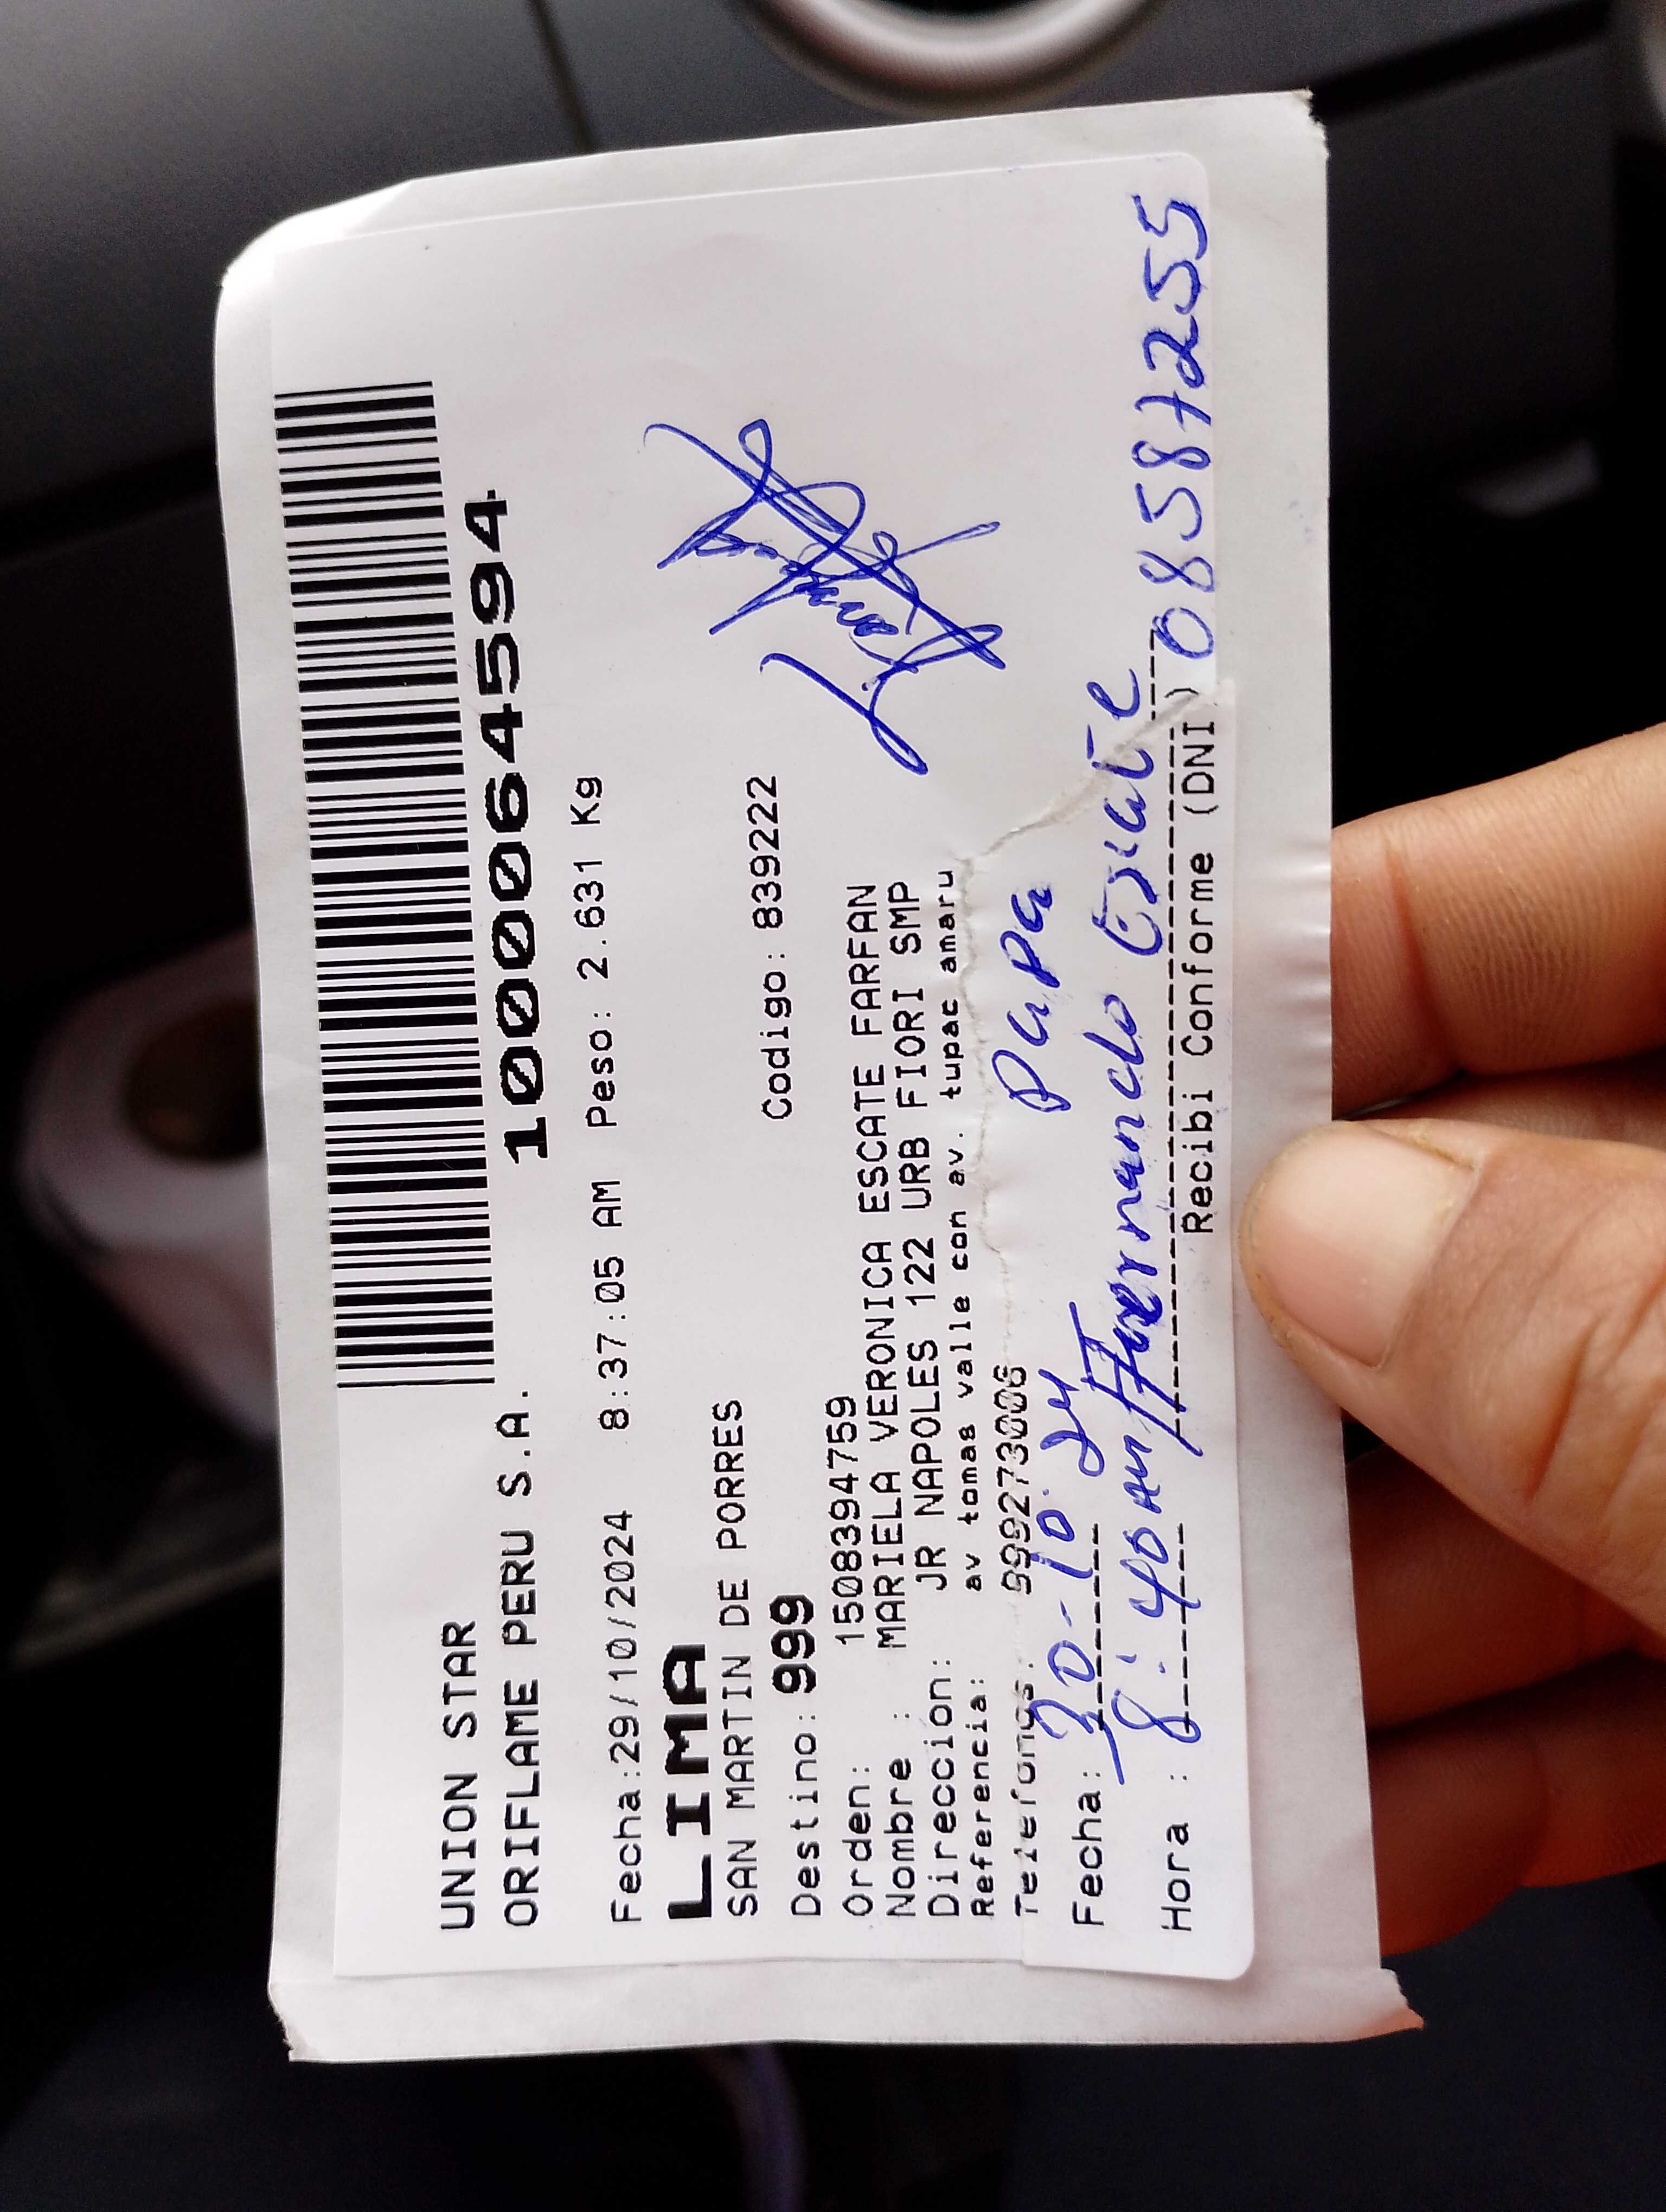 1000064594
UNION STAR
ORIFLAME PERU S.A.
Fecha:29/10/2024 8:37:05 AM Peso: 2.631 Kg
LIMA
SAN MARTIN DE PORRES
Destino: 999 Codigo: 839222
Orden: 1508394759
Nombre : MARIELA VERONICA ESCATE FARFAN
Direccion: JR NAPOLES 122 URB FIORI SMP
Referencia: av tomas valle con av. tupac amaru
Telefonos: 999273006
Papa
Fecha: 30-10-24
Hora : 8:40am Hernando Escate
Recibi Conforme (DNI ) 08587255